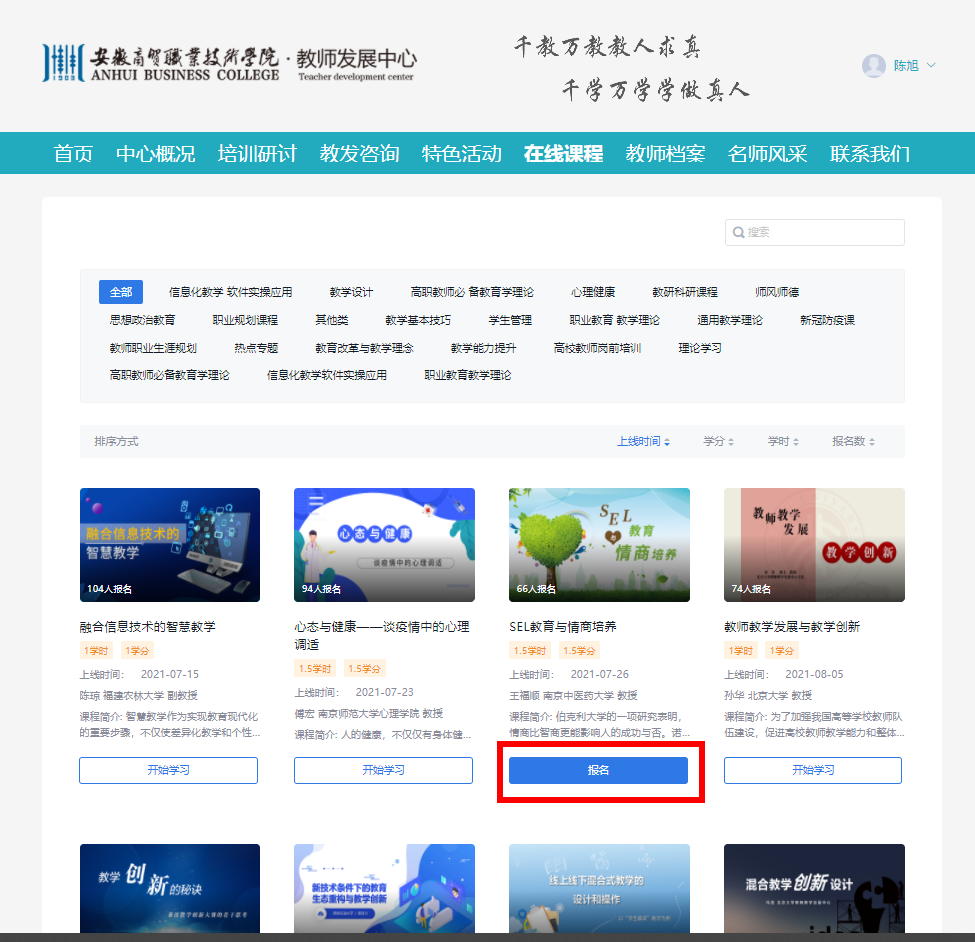 安徽商贸职业技术学院·教师发展中心
1903 ANHUI BUSINESS COLLEGE Teacher development center
千教万教教人求真
千学万学学做真人
陈旭
首页 中心概况 培训研讨 教发咨询 特色活动 在线课程 教师档案 名师风采 联系我们
搜索
全部 信息化教学 软件实操应用 教学设计 高职教师必 备教育学理论 心理健康 教研科研课程 师风师德
思想政治教育 职业规划课程 其他类 教学基本技巧 学生管理 职业教育 教学理论 通用教学理论 新冠防疫课
教师职业生涯规划 热点专题 教育改革与教学理念 教学能力提升 高校教师岗前培训 理论学习
高职教师必备教育学理论 信息化教学软件实操应用 职业教育教学理论
排序方式 上线时间 学分 学时 报名数
融合信息技术的
智慧教学
104人报名
融合信息技术的智慧教学
1学时 1学分
上线时间: 2021-07-15
陈琼 福建农林大学 副教授
课程简介: 智慧教学作为实现教育现代化
的重要步骤，不仅使差异化教学和个性...
开始学习
心态与健康
谈疫情中的心理调适
94人报名
心态与健康——谈疫情中的心理
调适
1.5学时 1.5学分
上线时间: 2021-07-23
傅宏 南京师范大学心理学院 教授
课程简介: 人的健康，不仅仅有身体健...
开始学习
SEL
教育
与
情商培养
66人报名
SEL教育与情商培养
1.5学时 1.5学分
上线时间: 2021-07-26
王福顺 南京中医药大学 教授
课程简介: 伯克利大学的一项研究表明，
情商比智商更能影响人的成功与否。诺...
报名
教师教学
发展
教学创新
74人报名
教师教学发展与教学创新
1学时 1学分
上线时间: 2021-08-05
孙华 北京大学 教授
课程简介: 为了加强我国高等学校教师队
伍建设，促进高校教师教学能力和整体...
开始学习
教学创新的秘诀
新技术条件下的教育
生态重构与教学创新
线上线下混合式教学的
设计和操作
混合教学创新设计
id